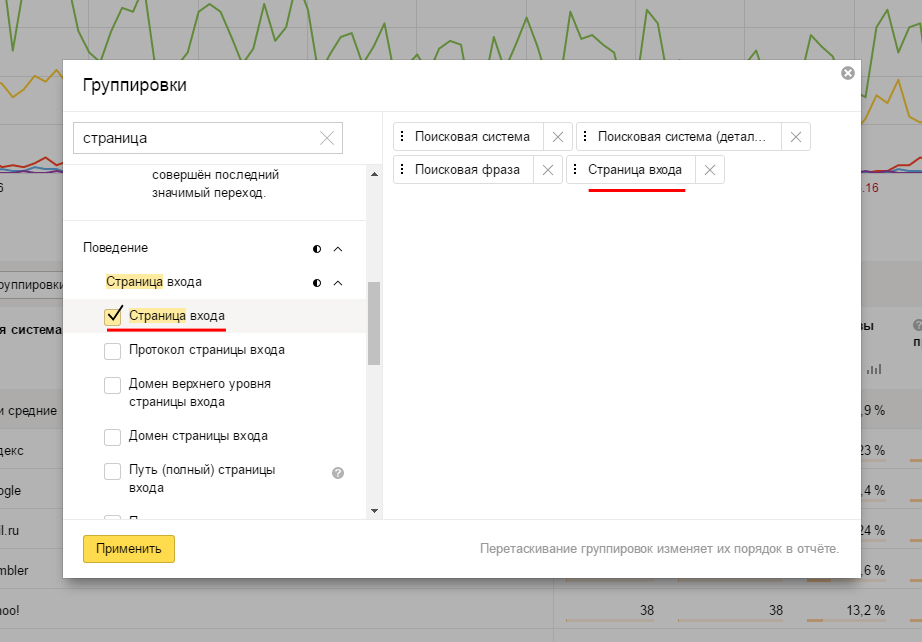 Группировки
страница
совершён последний
значимый переход.
Поведение
Страница входа
Страница входа
Протокол страницы входа
Домен верхнего уровня
страницы входа
Домен страницы входа
Путь (полный) страницы
входа
Применить
Поисковая система
Поисковая система (детал...
Поисковая фраза
Страница входа
Перетаскивание группировок изменяет их порядок в отчёте.
6
.16
руппировки
я система
и средние
декс
ogle
il.ru
mbler
hoo!
вы
п
,9 %
23 %
,4 %
24 %
,6 %
38
38
13,2 %